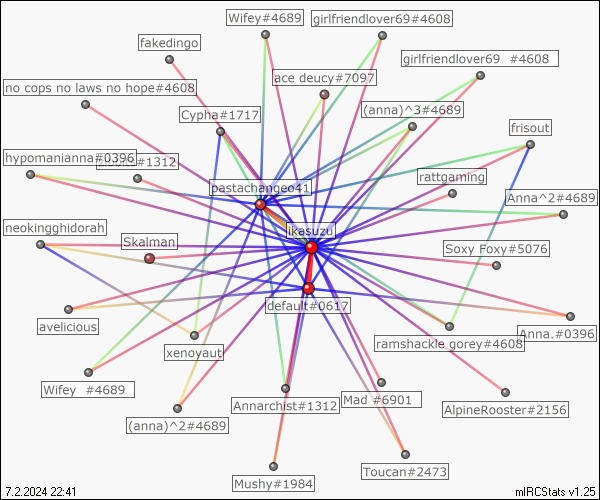 Wifey#4689
girlfriendlover69#4608
fakedingo
girlfriendlover69 #4608
ace deucy#7097
no cops no laws no hope#4608
(anna)^3#4689
Cypha#1717
frisout
hypomanianna#0396
#1312
rattgaming
pastachangeo41
Anna^2#4689
neokingghidorah
likasuzu
Skalman
Soxy Foxy#5076
default#0617
avelicious
Anna.#0396
ramshackle gorey#4608
xenoyaut
Wifey #4689
Mad #6901
Annarchist#1312
AlpineRooster#2156
(anna)^2#4689
Toucan#2473
Mushy#1984
7.2.2024 22:41
mIRCStats v1.25